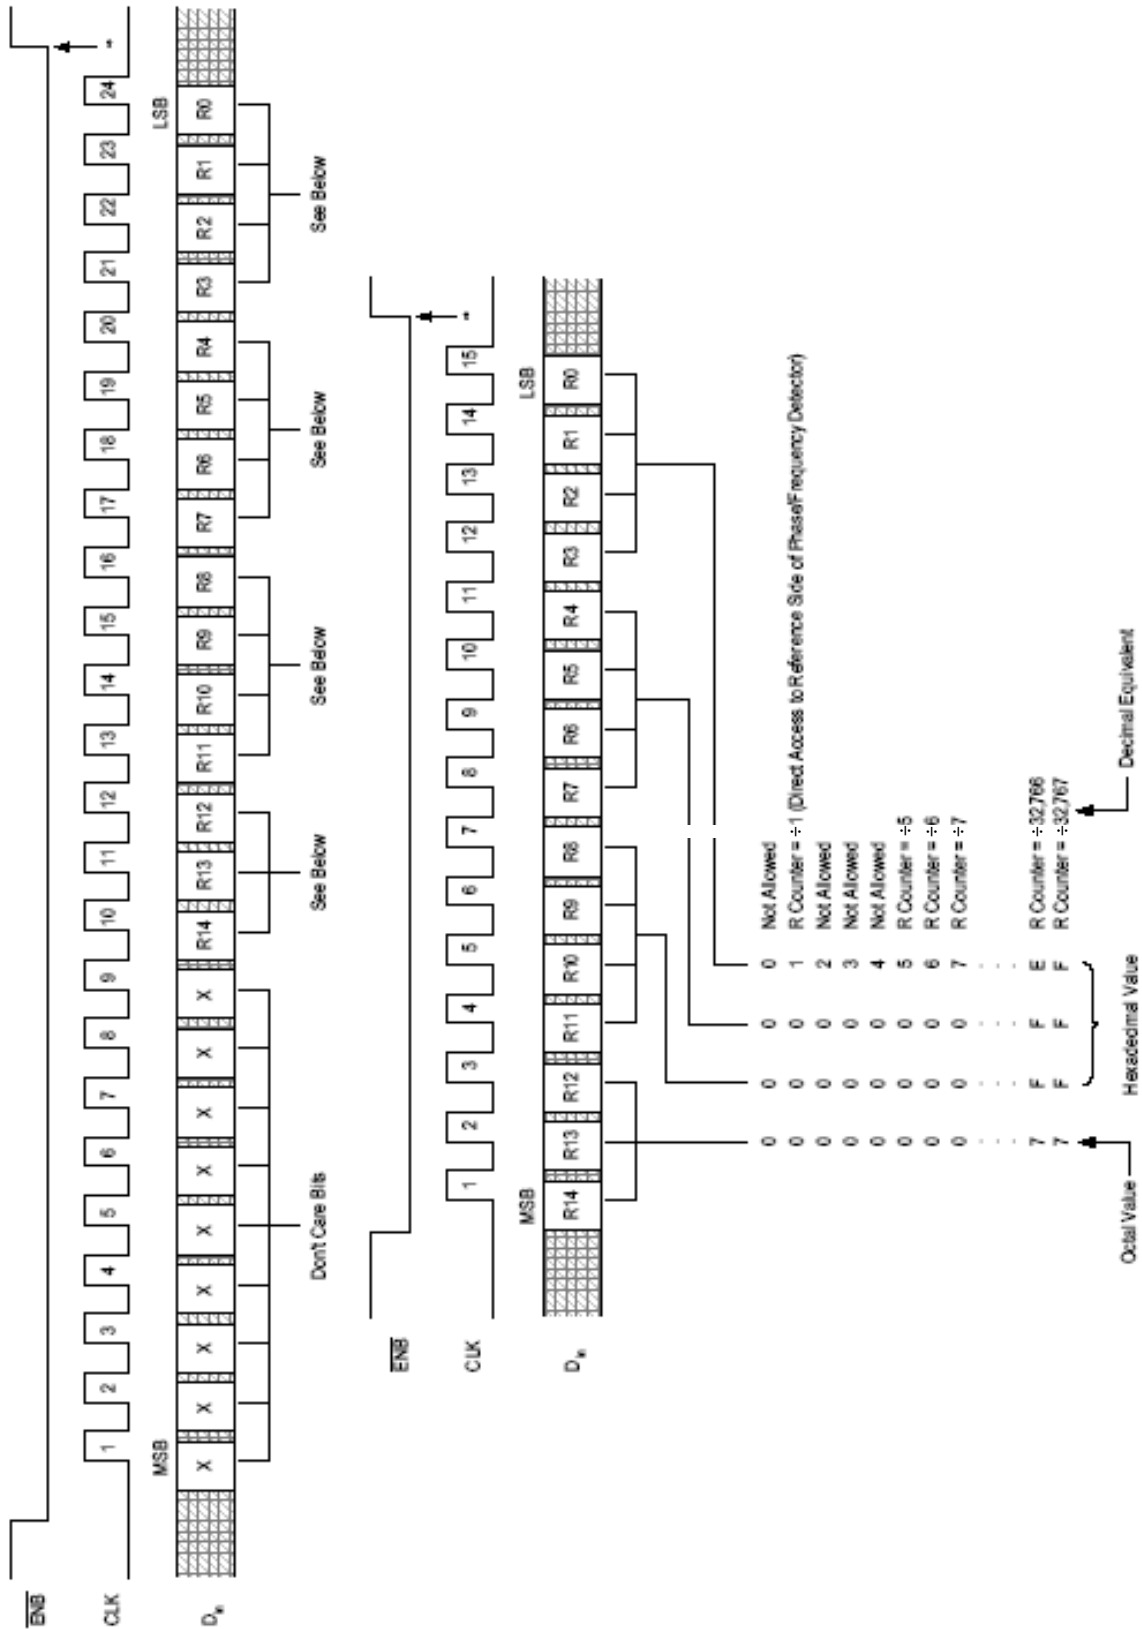 ENB
CLK
1 2 3 4 5 6 7 8 9 10 11 12 13 14 15 16 17 18 19 20 21 22 23 24 *
MSB LSB
Din
X X X X X X X X X R14 R13 R12 R11 R10 R9 R8 R7 R6 R5 R4 R3 R2 R1 R0
Don't Care Bits See Below See Below See Below See Below
ENB
CLK
1 2 3 4 5 6 7 8 9 10 11 12 13 14 15 *
MSB LSB
Din
R14 R13 R12 R11 R10 R9 R8 R7 R6 R5 R4 R3 R2 R1 R0
0 0 0 0 Not Allowed
0 0 0 1 R Counter = ÷1 (Direct Access to Reference Side of Phase/Frequency Detector)
0 0 0 2 Not Allowed
0 0 0 3 Not Allowed
0 0 0 4 Not Allowed
0 0 0 5 R Counter = ÷5
0 0 0 6 R Counter = ÷6
0 0 0 7 R Counter = ÷7
7 F F E R Counter = ÷32,766
7 F F F R Counter = ÷32,767
Octal Value Hexadecimal Value Decimal Equivalent